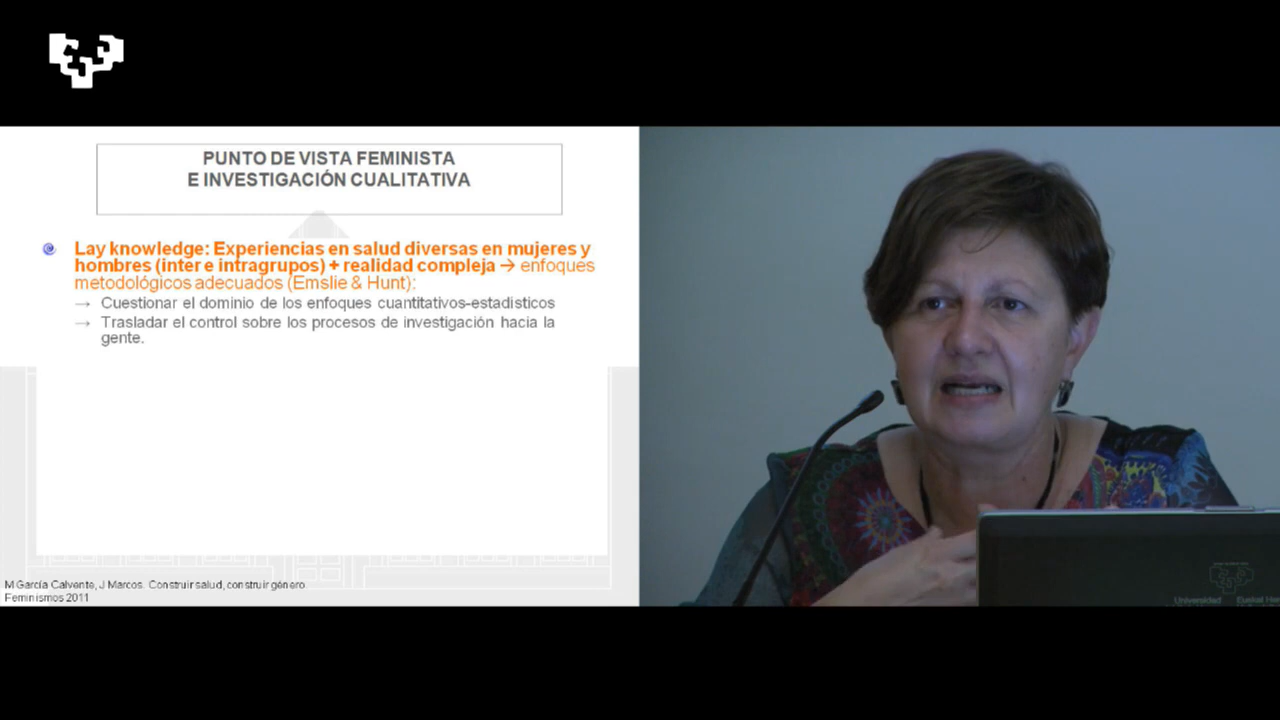 PUNTO DE VISTA FEMINISTA
E INVESTIGACIÓN CUALITATIVA
Lay knowledge: Experiencias en salud diversas en mujeres y
hombres (inter e intragrupos) + realidad compleja → enfoques
metodológicos adecuados (Emslie & Hunt):
→ Cuestionar el dominio de los enfoques cuantitativos-estadísticos
→ Trasladar el control sobre los procesos de investigación hacia la
gente.
M García Calvente, J Marcos. Construir salud, construir género
Feminismos 2011
Universidad Euskal